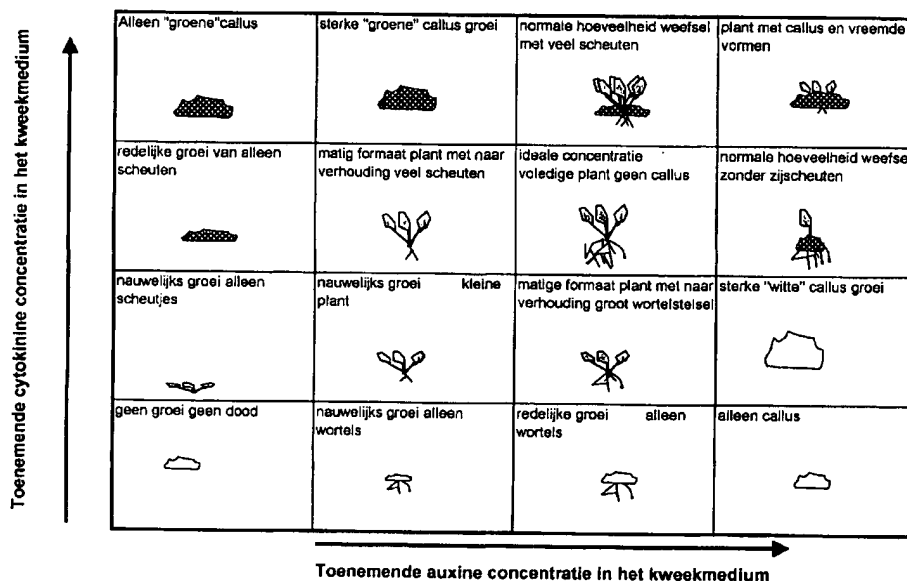 Toenemende cytokinine concentratie in het kweekmedium
Alleen "groene"callus
sterke "groene" callus groei
normale hoeveelheid weefsel
met veel scheuten
plant met callus en vreemde
vormen
redelijke groei van alleen
scheuten
matig formaat plant met naar
verhouding veel scheuten
ideale concentratie
voledige plant geen callus
normale hoeveelheid weefse
zonder zijscheuten
nauwelijks groei alleen
scheutjes
nauwelijks groei kleine
plant
matige formaat plant met naar
verhouding groot wortelstelsel
sterke "witte" callus groei
geen groei geen dood
nauwelijks groei alleen
wortels
redelijke groei alleen
wortels
alleen callus
Toenemende auxine concentratie in het kweekmedium